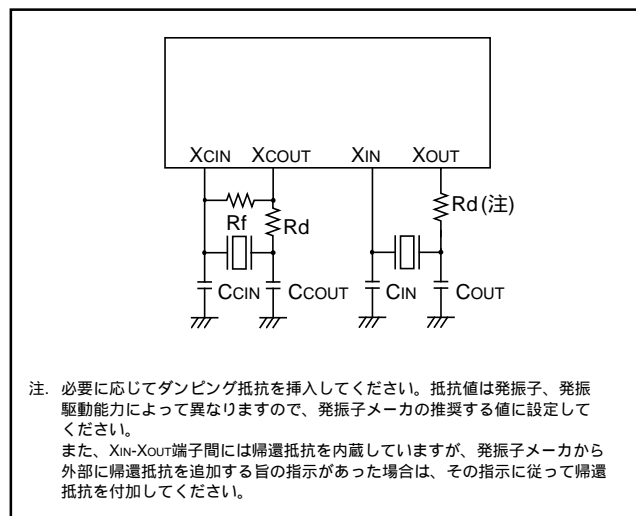 XCIN XCOUT XIN XOUT
Rf Rd Rd (注)
CCIN CCOUT CIN COUT
注. 必要に応じてダンピング抵抗を挿入してください。抵抗値は発振子、発振
駆動能力によって異なりますので、発振子メーカの推奨する値に設定して
ください。
また、XIN-XOUT端子間には帰還抵抗を内蔵していますが、発振子メーカから
外部に帰還抵抗を追加する旨の指示があった場合は、その指示に従って帰還
抵抗を付加してください。